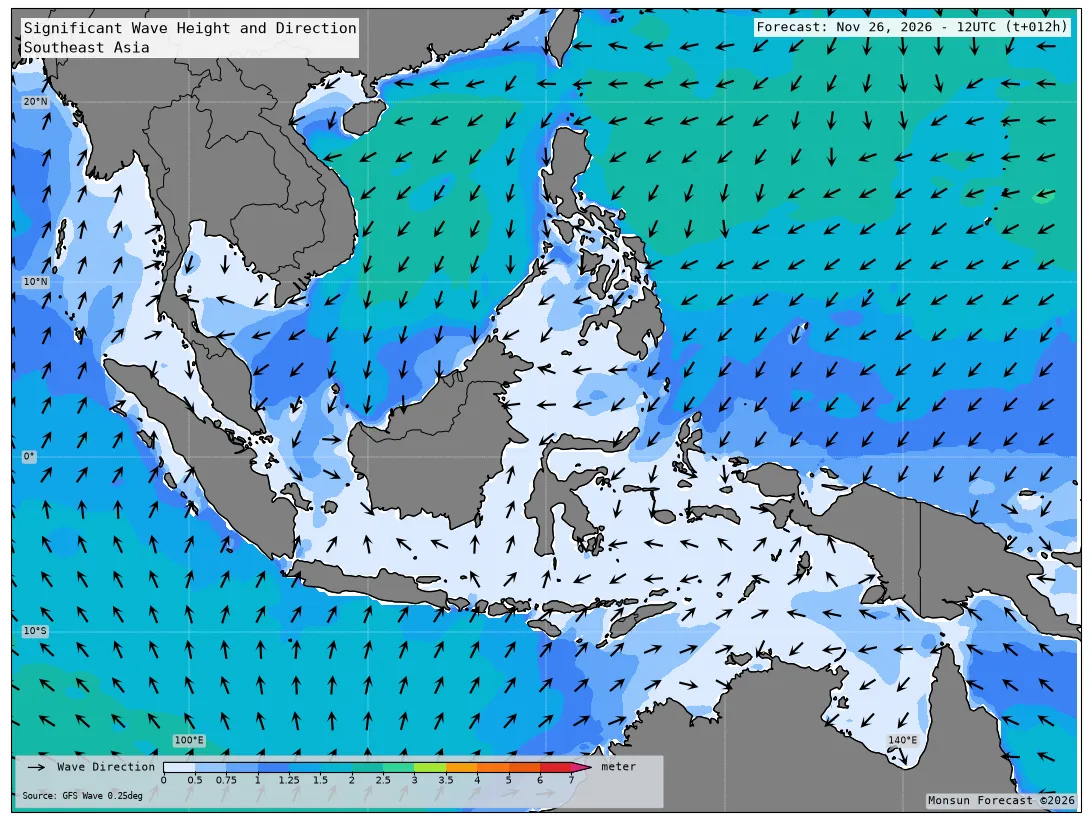 Significant Wave Height and Direction
Southeast Asia
Forecast: Nov 26, 2026 - 12UTC (t+012h)
20°N
10°N
0°
10°S
100°E
140°E
Wave Direction
meter
0 0.5 0.75 1 1.25 1.5 2 2.5 3 3.5 4 5 6 7
Source: GFS Wave 0.25deg
Monsun Forecast ©2026